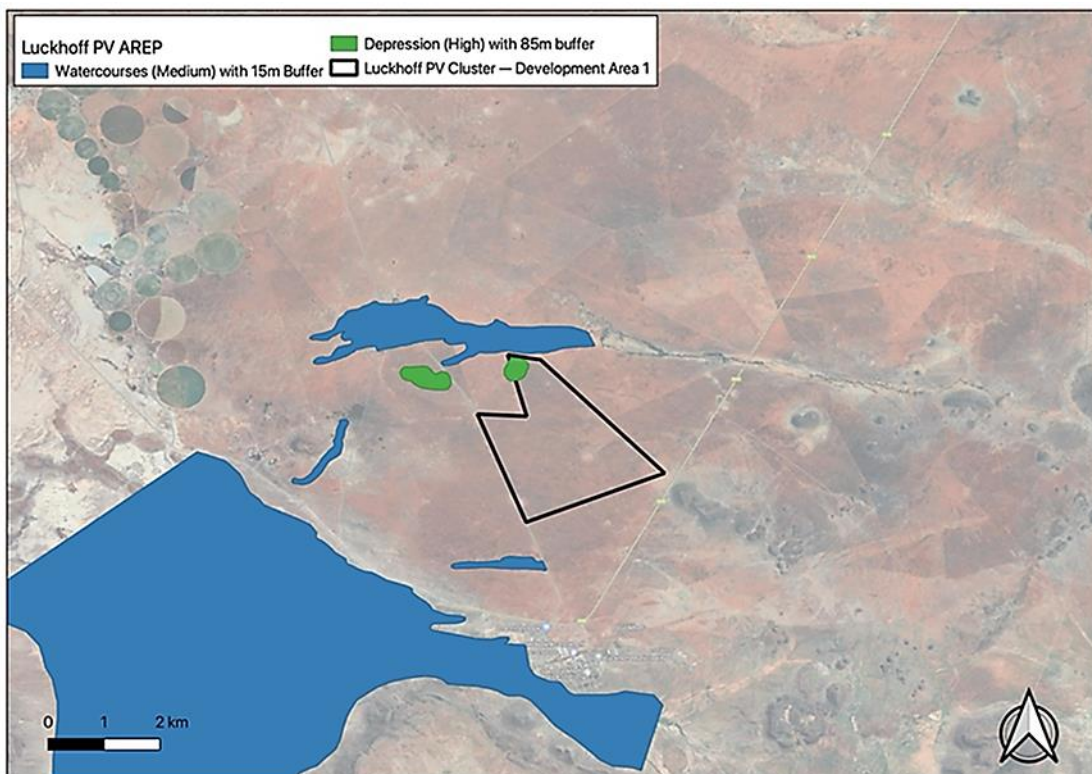 Luckhoff PV AREP
Watercourses (Medium) with 15m Buffer
Depression (High) with 85m buffer
Luckhoff PV Cluster — Development Area 1
0 1 2 km